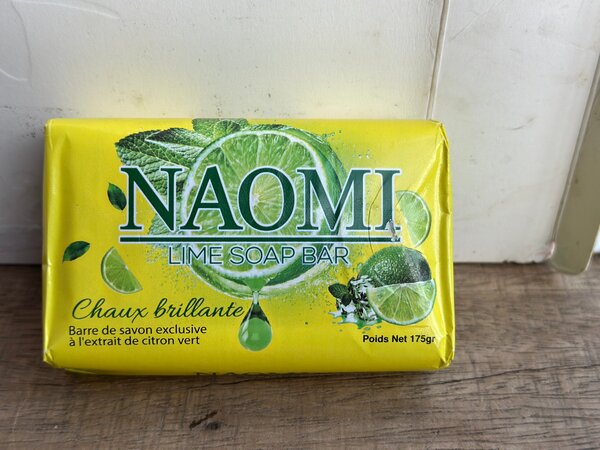 NAOMI
LIME SOAP BAR
Chaux brillante
Barre de savon exclusive
à l'extrait de citron vert
Poids Net 175gr